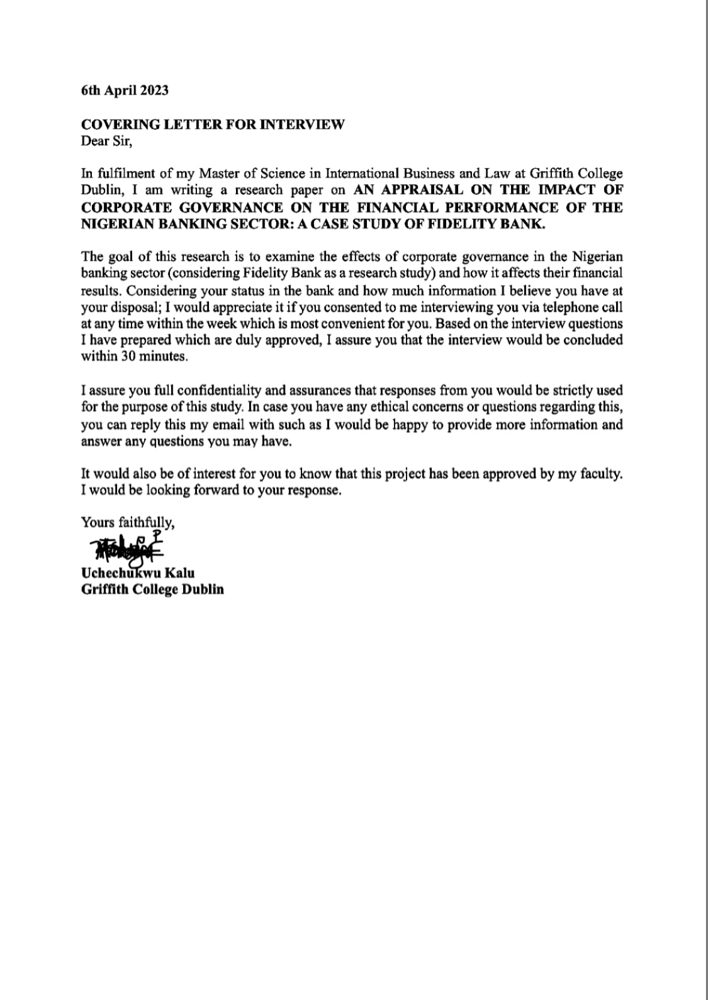 6th April 2023
COVERING LETTER FOR INTERVIEW
Dear Sir,
In fulfilment of my Master of Science in International Business and Law at Griffith College
Dublin, I am writing a research paper on AN APPRAISAL ON THE IMPACT OF
CORPORATE GOVERNANCE ON THE FINANCIAL PERFORMANCE OF THE
NIGERIAN BANKING SECTOR: A CASE STUDY OF FIDELITY BANK.
The goal of this research is to examine the effects of corporate governance in the Nigerian
banking sector (considering Fidelity Bank as a research study) and how it affects their financial
results. Considering your status in the bank and how much information I believe you have at
your disposal; I would appreciate it if you consented to me interviewing you via telephone call
at any time within the week which is most convenient for you. Based on the interview questions
I have prepared which are duly approved, I assure you that the interview would be concluded
within 30 minutes.
I assure you full confidentiality and assurances that responses from you would be strictly used
for the purpose of this study. In case you have any ethical concerns or questions regarding this,
you can reply this my email with such as I would be happy to provide more information and
answer any questions you may have.
It would also be of interest for you to know that this project has been approved by my faculty.
I would be looking forward to your response.
Yours faithfully,
Uchechukwu Kalu
Griffith College Dublin